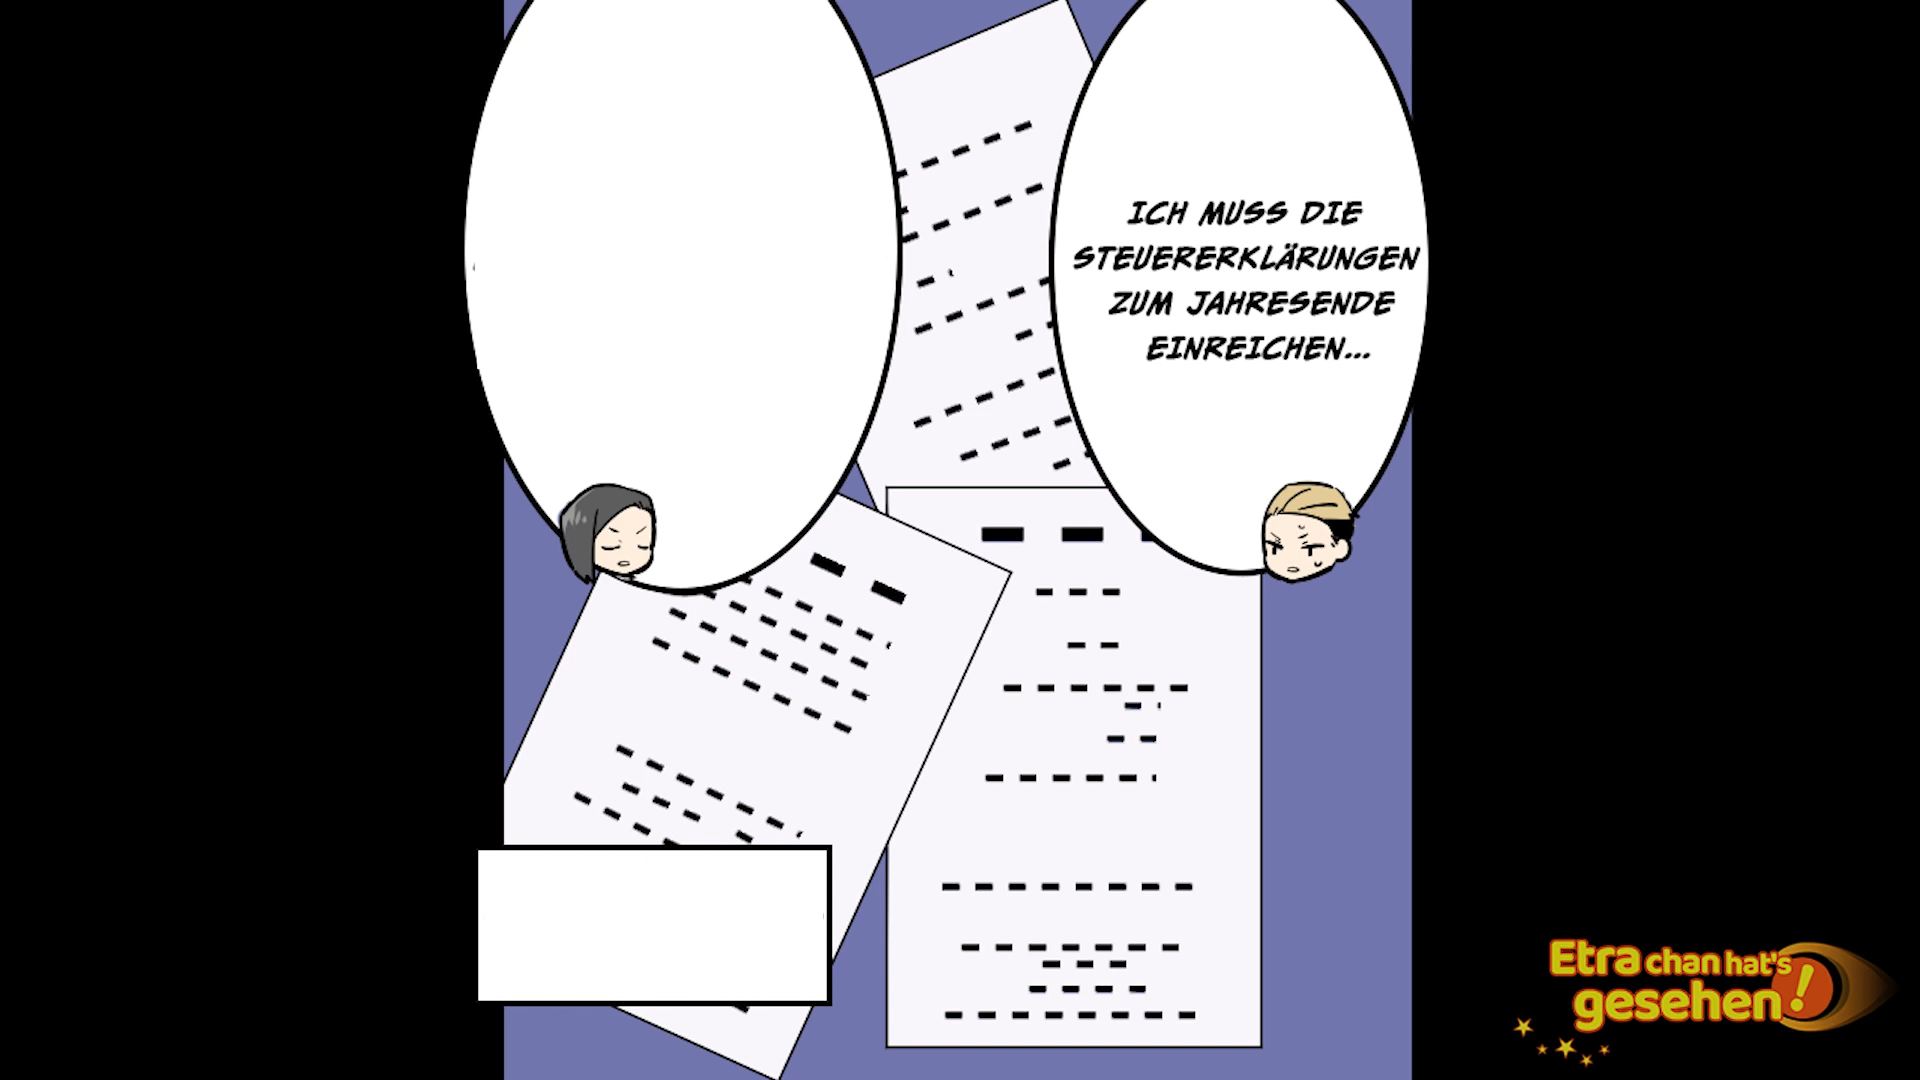 ICH MUSS DIE
STEUERERKLÄRUNGEN
ZUM JAHRESENDE
EINREICHEN...
Etra chan hat's
gesehen!